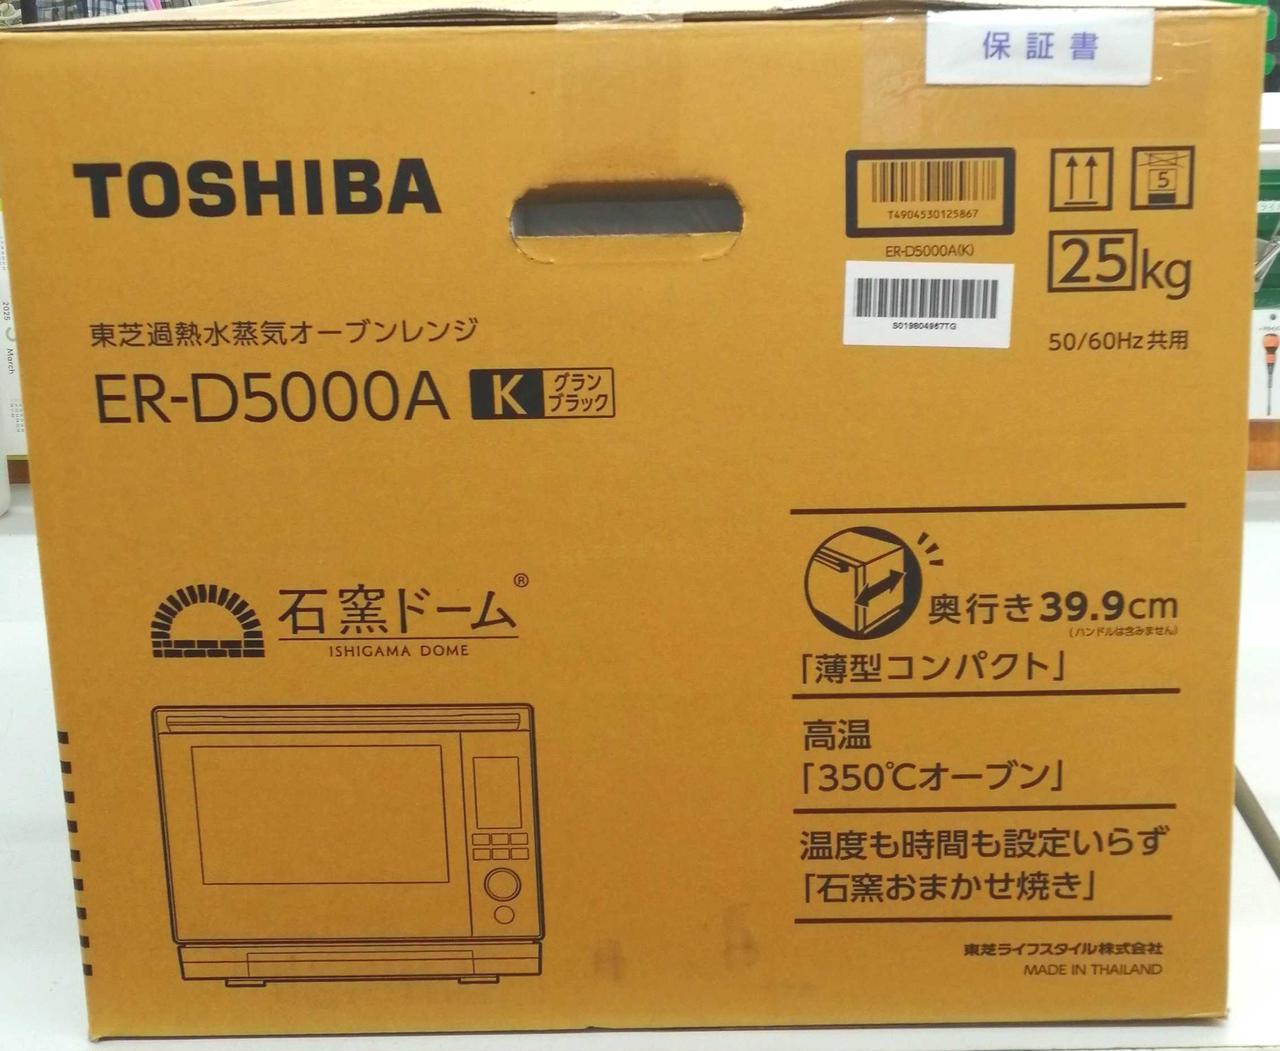 保証書
TOSHIBA
T4904530125867
ER-D5000A(K)
S019804967TG
5
25kg
50/60Hz共用
東芝過熱水蒸気オーブンレンジ
ER-D5000A K グラン
ブラック
石窯ドーム®
ISHIGAMA DOME
奥行き39.9cm
(ハンドルは含みません)
「薄型コンパクト」
高温
「350℃オーブン」
温度も時間も設定いらず
「石窯おまかせ焼き」
東芝ライフスタイル株式会社
MADE IN THAILAND
2025
March